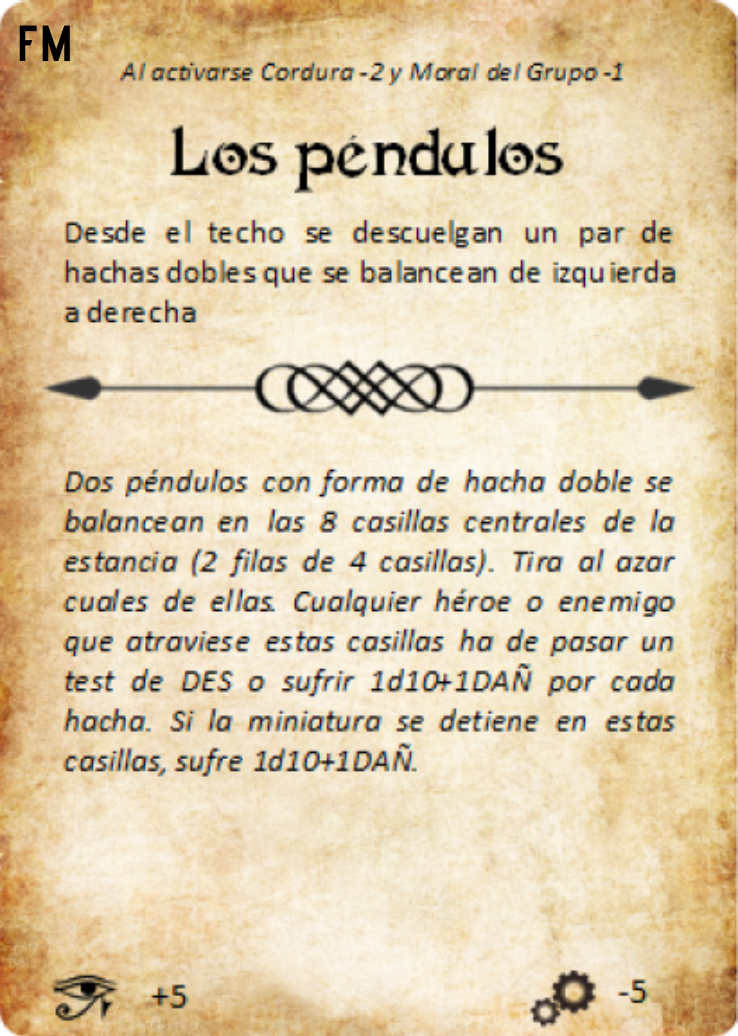 FM
Al activarse Cordura -2 y Moral del Grupo -1
Los péndulos
Desde el techo se descuelgan un par de
hachas dobles que se balancean de izquierda
a derecha
Dos péndulos con forma de hacha doble se
balancean en las 8 casillas centrales de la
estancia (2 filas de 4 casillas). Tira al azar
cuales de ellas. Cualquier héroe o enemigo
que atraviese estas casillas ha de pasar un
test de DES o sufrir 1d10+1DAÑ por cada
hacha. Si la miniatura se detiene en estas
casillas, sufre 1d10+1DAÑ.
+5
-5